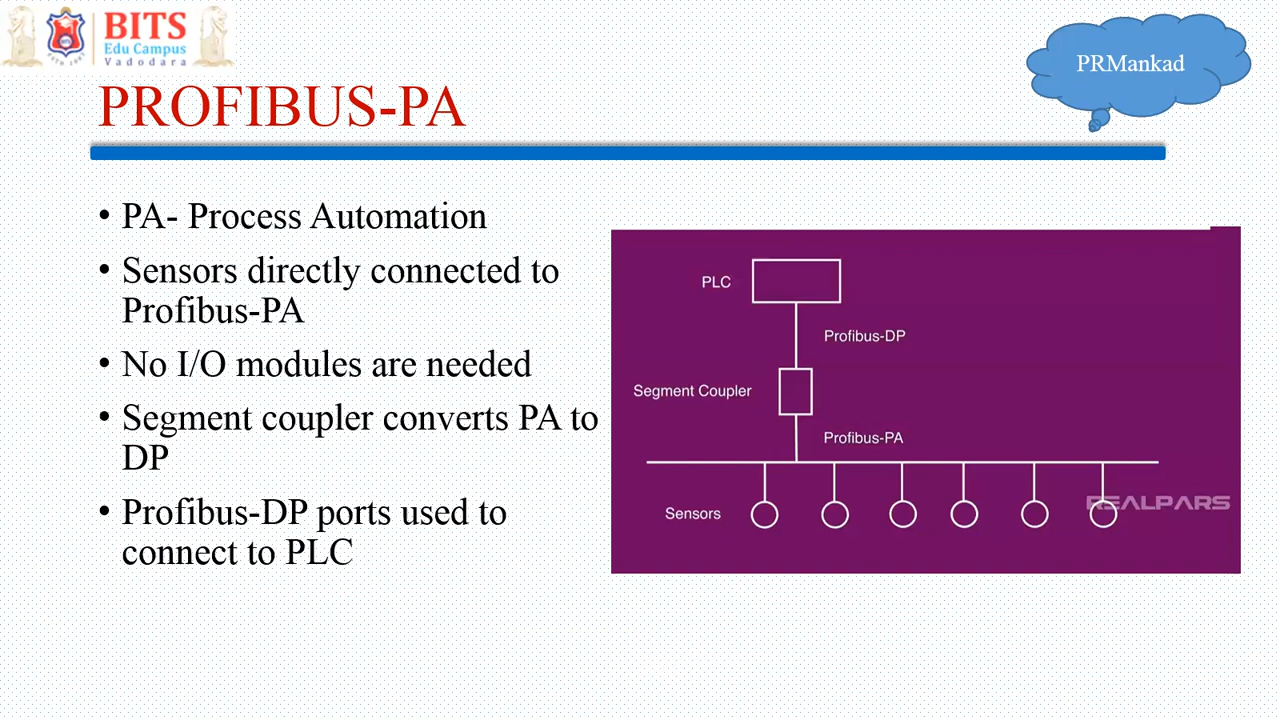 BITS
Edu Campus
Vadodara
PRMankad
PROFIBUS-PA
• PA- Process Automation
• Sensors directly connected to
Profibus-PA
• No I/O modules are needed
• Segment coupler converts PA to
DP
• Profibus-DP ports used to
connect to PLC
PLC
Profibus-DP
Segment Coupler
Profibus-PA
REALPARS
Sensors